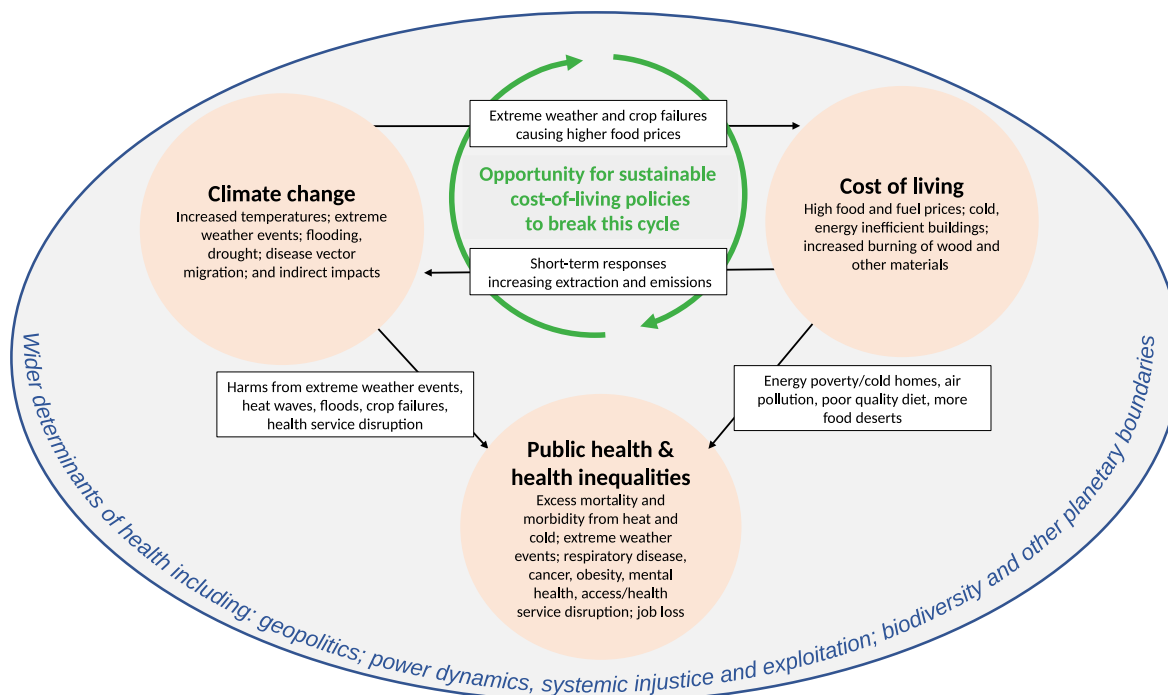 Extreme weather and crop failures
causing higher food prices
Opportunity for sustainable
cost-of-living policies
to break this cycle
Short-term responses
increasing extraction and emissions
Climate change
Increased temperatures; extreme
weather events; flooding,
drought; disease vector
migration; and indirect impacts
Cost of living
High food and fuel prices; cold,
energy inefficient buildings;
increased burning of wood and
other materials
Harms from extreme weather events,
heat waves, floods, crop failures,
health service disruption
Energy poverty/cold homes, air
pollution, poor quality diet, more
food deserts
Public health &
health inequalities
Excess mortality and
morbidity from heat and
cold; extreme weather
events; respiratory disease,
cancer, obesity, mental
health, access/health
service disruption; job loss
Wider determinants of health including: geopolitics; power dynamics, systemic injustice and exploitation; biodiversity and other planetary boundaries